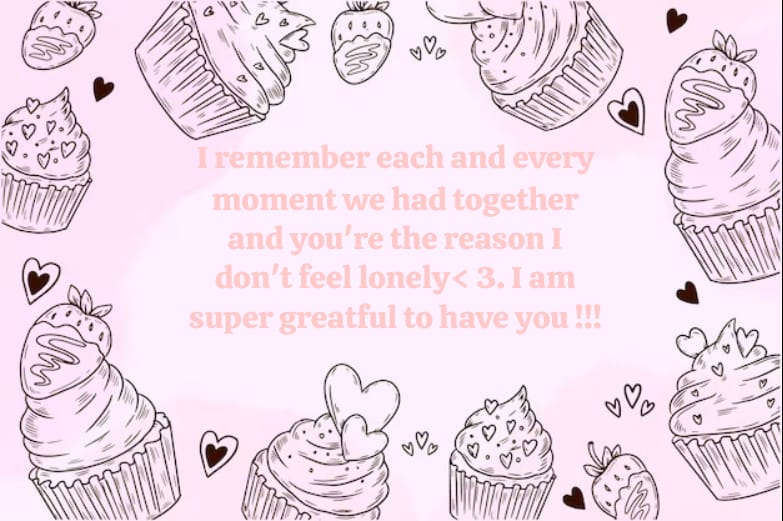 I remember each and every
moment we had together
and you're the reason I
don't feel lonely< 3. I am
super greatful to have you !!!